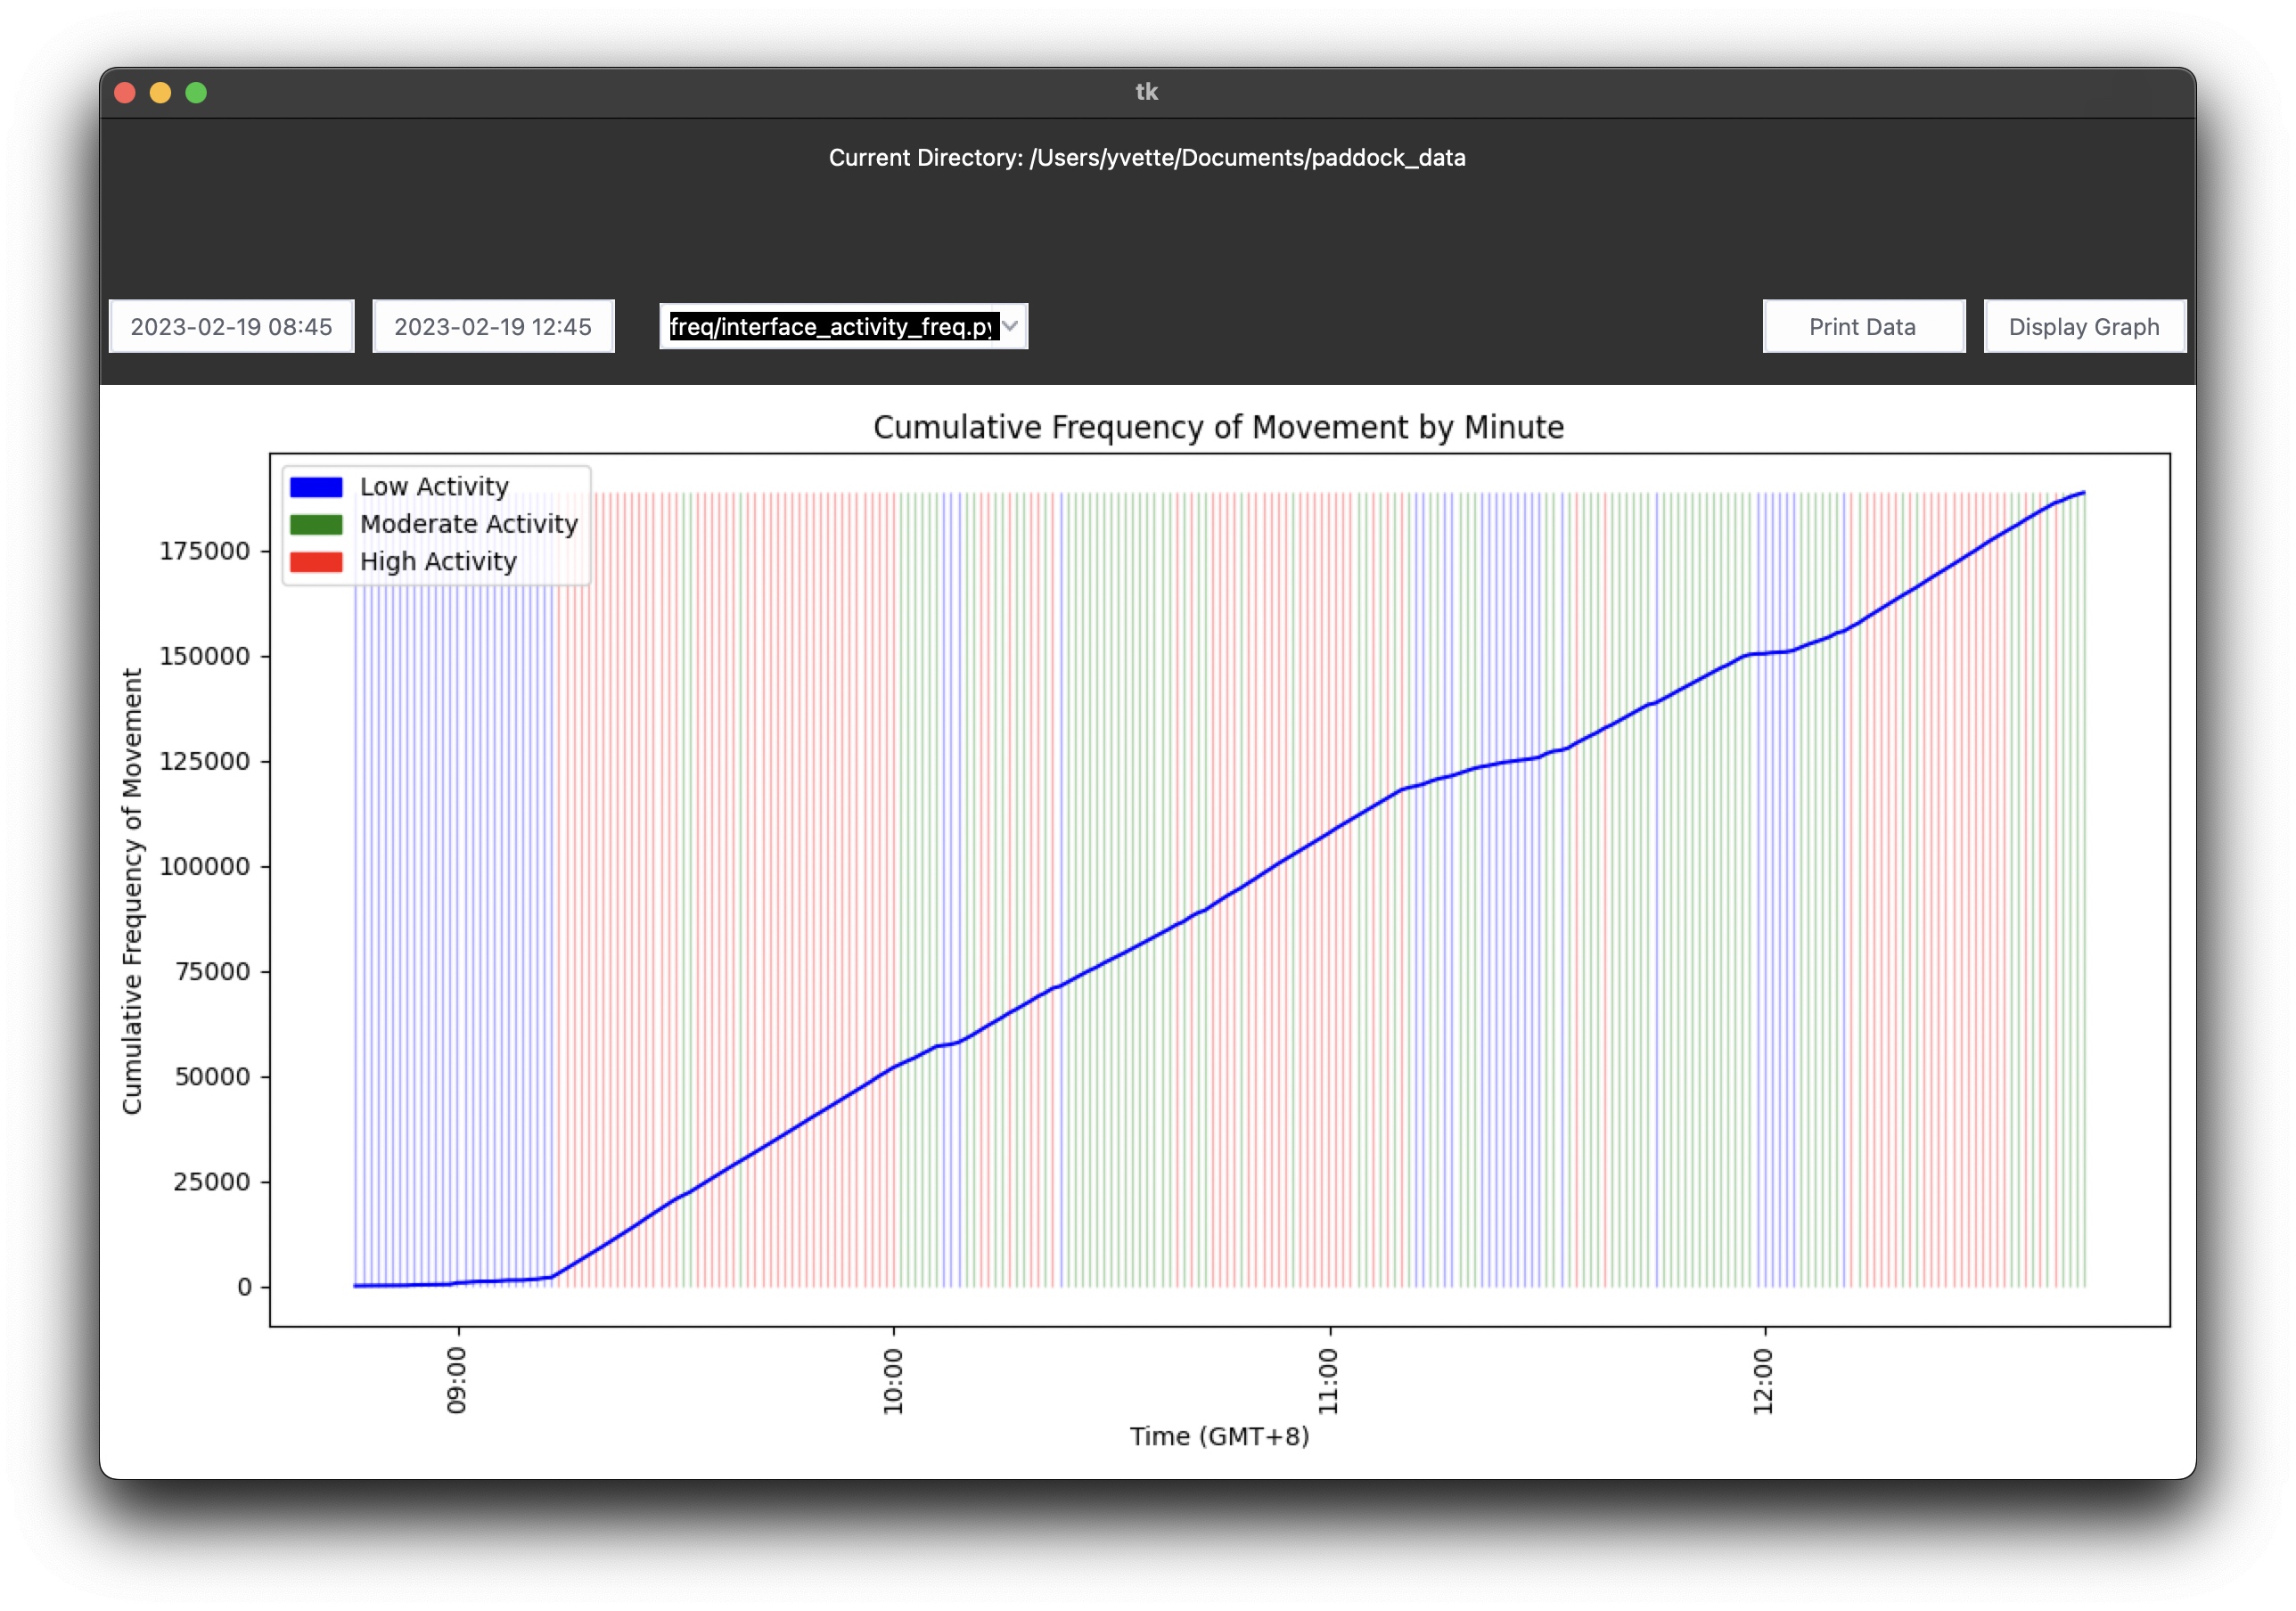 tk
Current Directory: /Users/yvette/Documents/paddock_data
2023-02-19 08:45
2023-02-19 12:45
freq/interface_activity_freq.py
Print Data
Display Graph
Cumulative Frequency of Movement by Minute
Low Activity
Moderate Activity
High Activity
Cumulative Frequency of Movement
175000
150000
125000
100000
75000
50000
25000
0
09:00
10:00
11:00
12:00
Time (GMT+8)